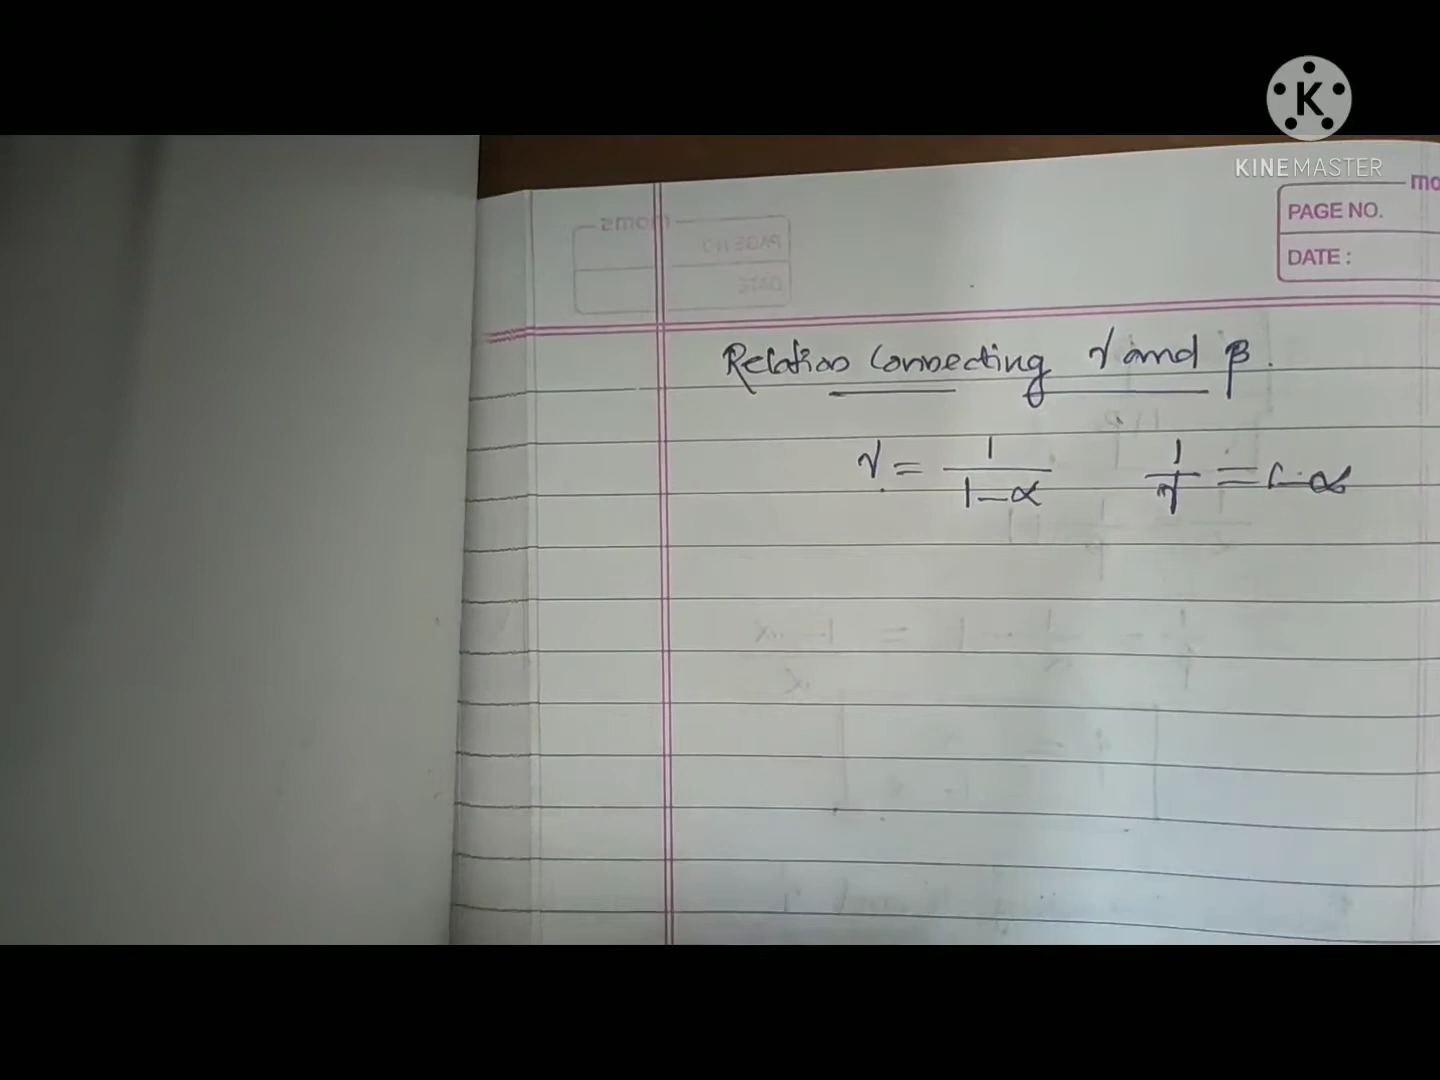 KINEMASTER
PAGE NO.
DATE :
Relation Connecting γ and β.
γ = 1/(1-α)    1/γ = 1-α